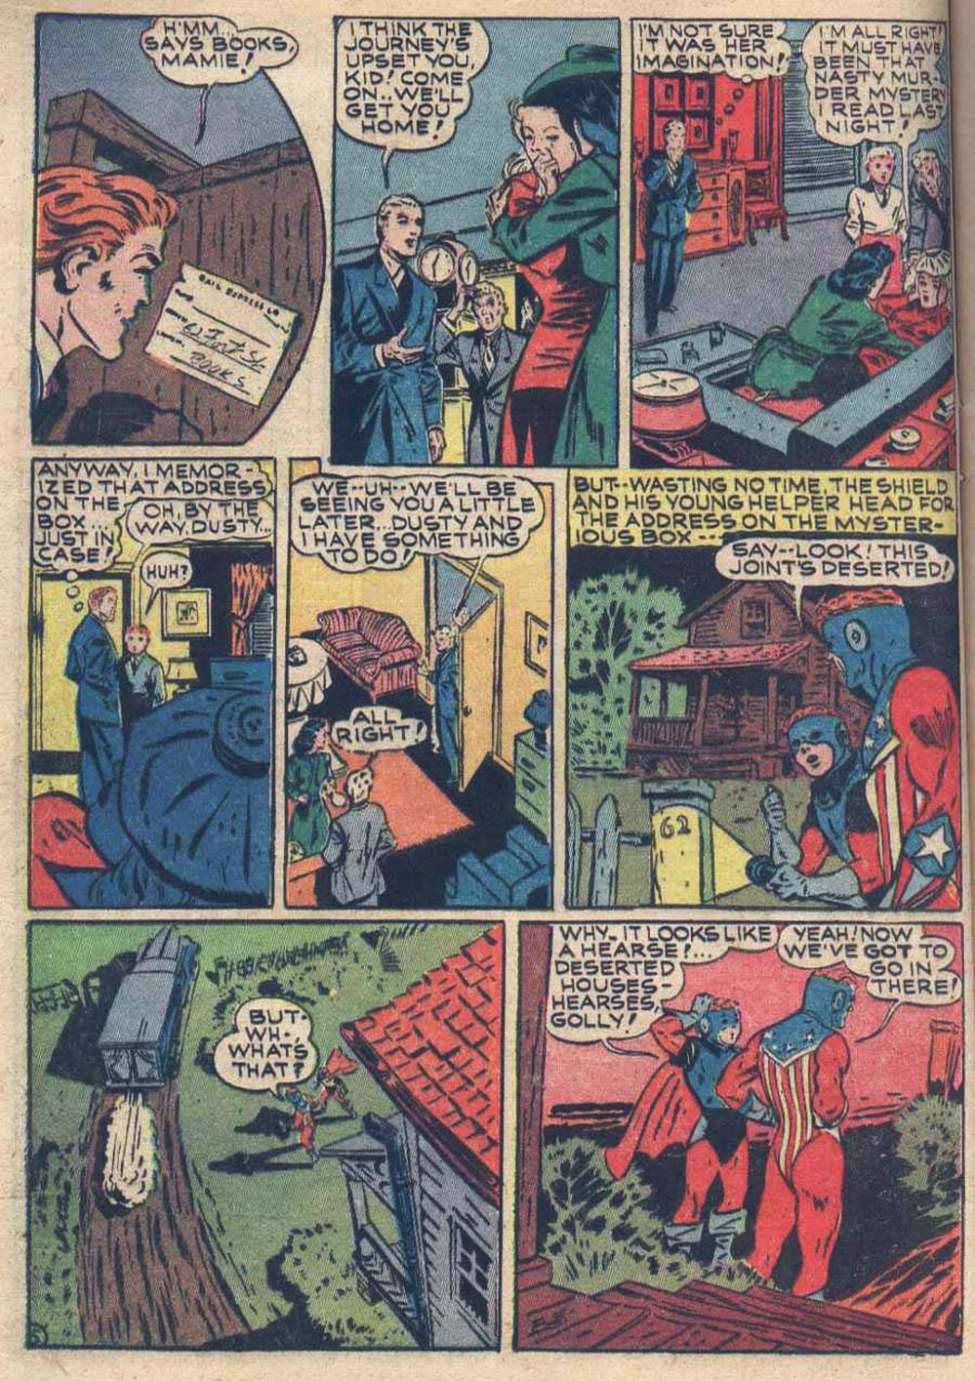 H'MM...
SAYS BOOKS,
MAMIE!
RAIL EXPRESS
62 First St.
BOOKS
I THINK THE
JOURNEY'S
UPSET YOU,
KID! COME
ON.. WE'LL
GET YOU
HOME!
I'M NOT SURE
IT WAS HER
IMAGINATION!
I'M ALL RIGHT!
IT MUST HAVE
BEEN THAT
NASTY MUR-
DER MYSTERY
I READ LAST
NIGHT!
ANYWAY, I MEMOR-
IZED THAT ADDRESS
ON THE
BOX...
JUST IN
CASE!
OH, BY THE
WAY, DUSTY...
HUH?
WE--UH--WE'LL BE
SEEING YOU A LITTLE
LATER...DUSTY AND
I HAVE SOMETHING
TO DO!
ALL
RIGHT!
BUT--WASTING NO TIME, THE SHIELD
AND HIS YOUNG HELPER HEAD FOR
THE ADDRESS ON THE MYSTER-
IOUS BOX---
SAY--LOOK! THIS
JOINT'S DESERTED!
62
BUT-
WH-,
WHAT'S
THAT?
WHY-- IT LOOKS LIKE
A HEARSE!...
DESERTED
HOUSES-
HEARSES,
GOLLY!
YEAH! NOW
WE'VE GOT TO
GO IN
THERE!